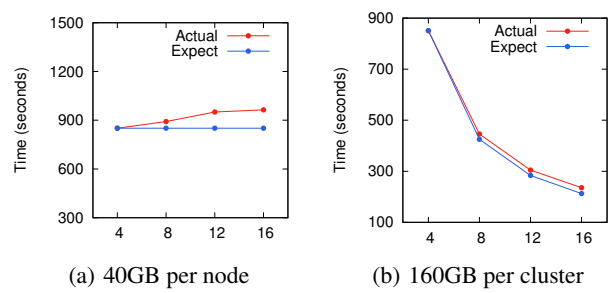 1500
1200
900
600
300
Time (seconds)
Actual
Expect
4 8 12 16
(a) 40GB per node
900
700
500
300
100
Time (seconds)
Actual
Expect
4 8 12 16
(b) 160GB per cluster